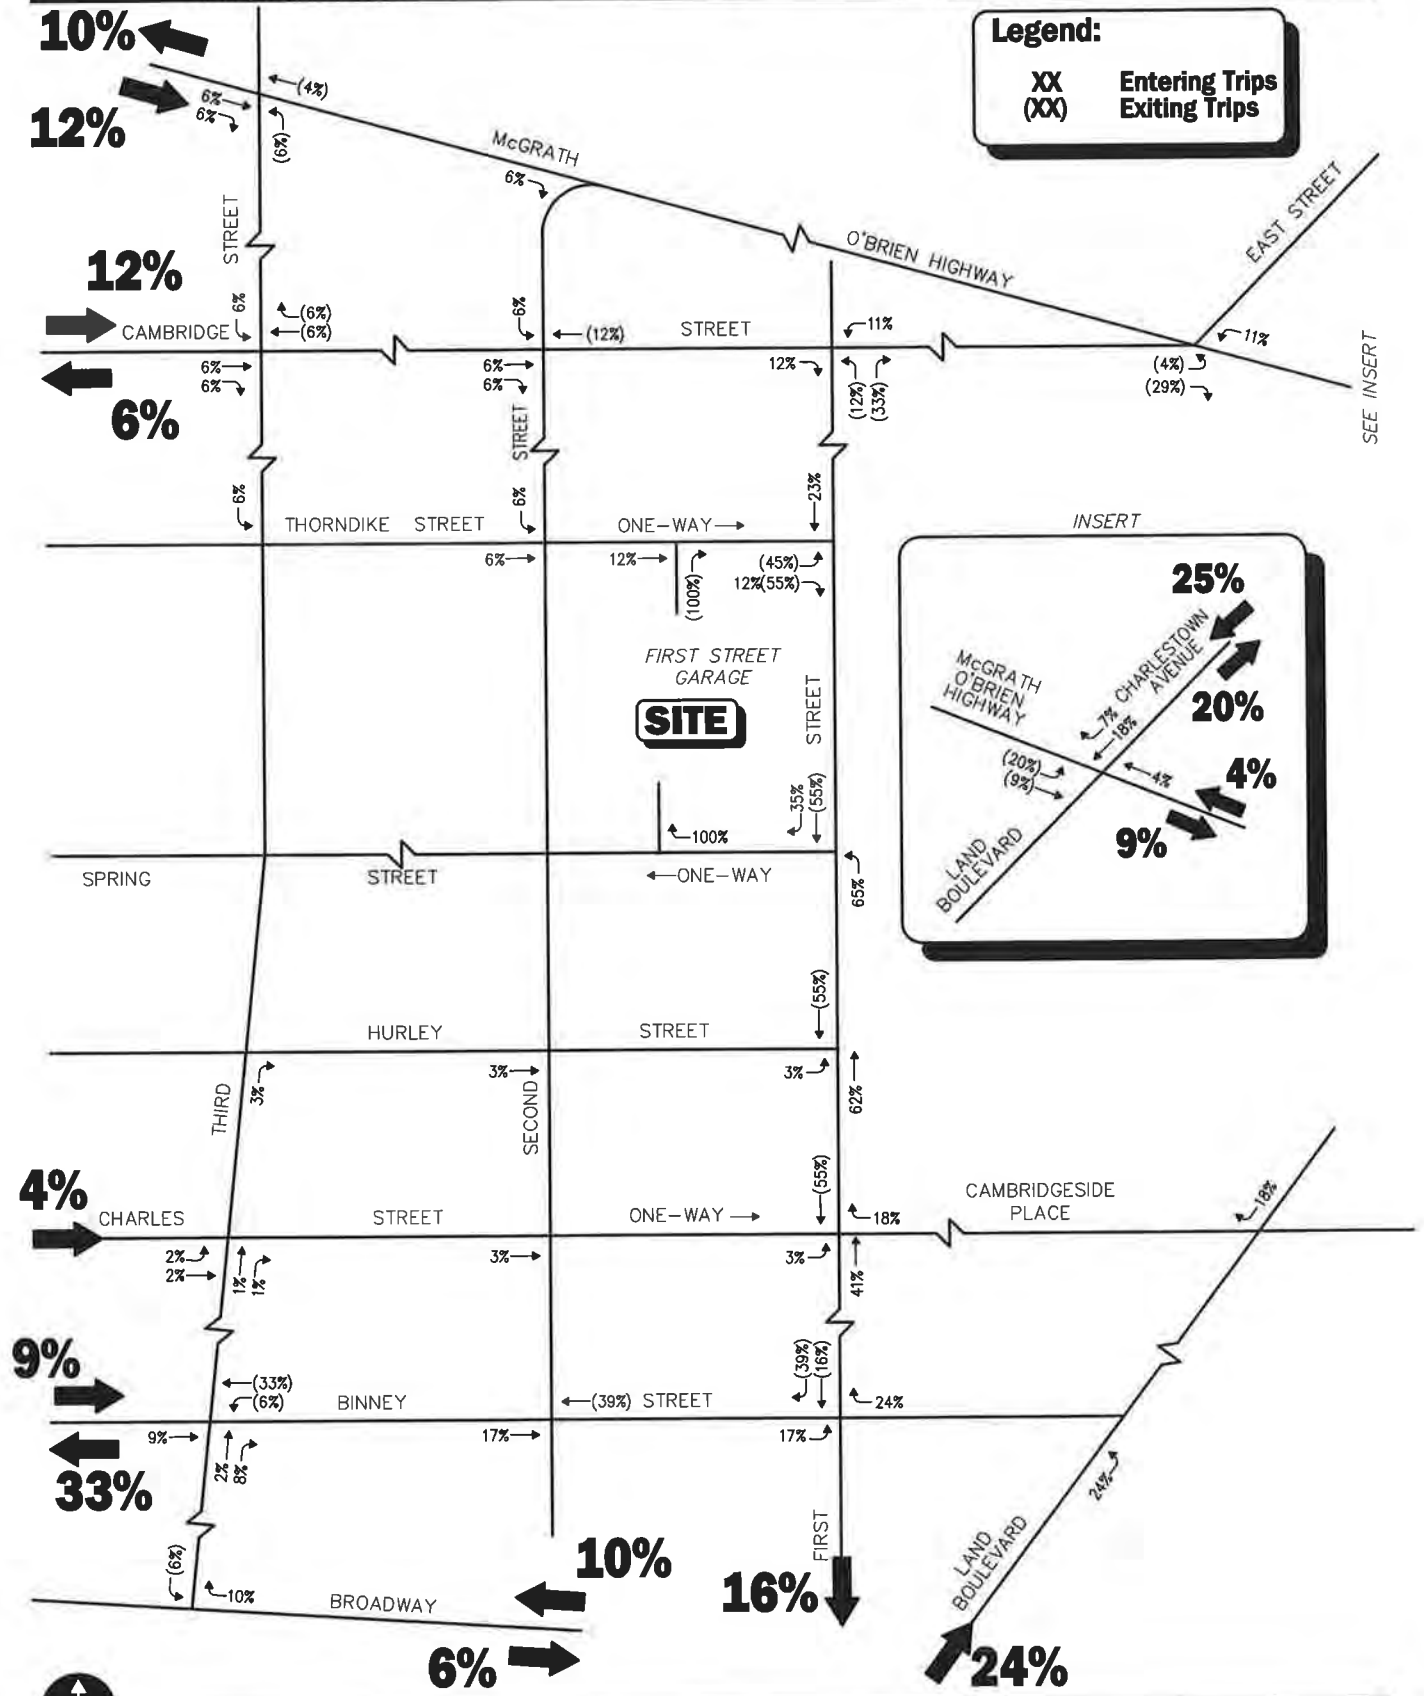 10%
12%
6%
6%
(4%)
(6%)
Legend:
XX Entering Trips
(XX) Exiting Trips
McGRATH
6%
O'BRIEN HIGHWAY
EAST STREET
STREET
12%
CAMBRIDGE
6%
6%
(6%)
(6%)
6%
6%
6%
(12%)
STREET
6%
6%
11%
12%
(12%)
(33%)
11%
(4%)
(29%)
SEE INSERT
STREET
6%
THORNDIKE STREET
6%
ONE-WAY
23%
6%
12%
(100%)
(45%)
12%(55%)
FIRST STREET
GARAGE
SITE
STREET
INSERT
25%
CHARLESTOWN
AVENUE
McGRATH
O'BRIEN
HIGHWAY
20%
7%
18%
(20%)
(9%)
4%
4%
9%
LAND
BOULEVARD
35%
(55%)
100%
SPRING
STREET
ONE-WAY
65%
(55%)
HURLEY
STREET
3%
3%
3%
62%
THIRD
SECOND
4%
CHARLES
STREET
ONE-WAY
(55%)
18%
CAMBRIDGESIDE
PLACE
18%
2%
2%
1%
1%
3%
3%
41%
9%
(33%)
(6%)
BINNEY
(39%)
STREET
(39%)
(16%)
24%
9%
2%
8%
17%
17%
33%
24%
(6%)
10%
BROADWAY
10%
6%
FIRST
16%
LAND
BOULEVARD
24%